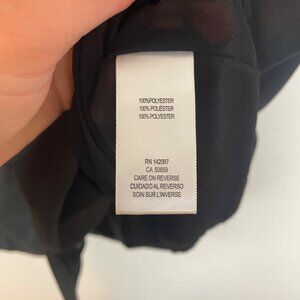 100%POLYESTER
100% POLIÉSTER
100% POLYESTER
RN 142087
CA 50659
CARE ON REVERSE
CUIDADO AL REVERSO
SOIN SUR L'INVERSE